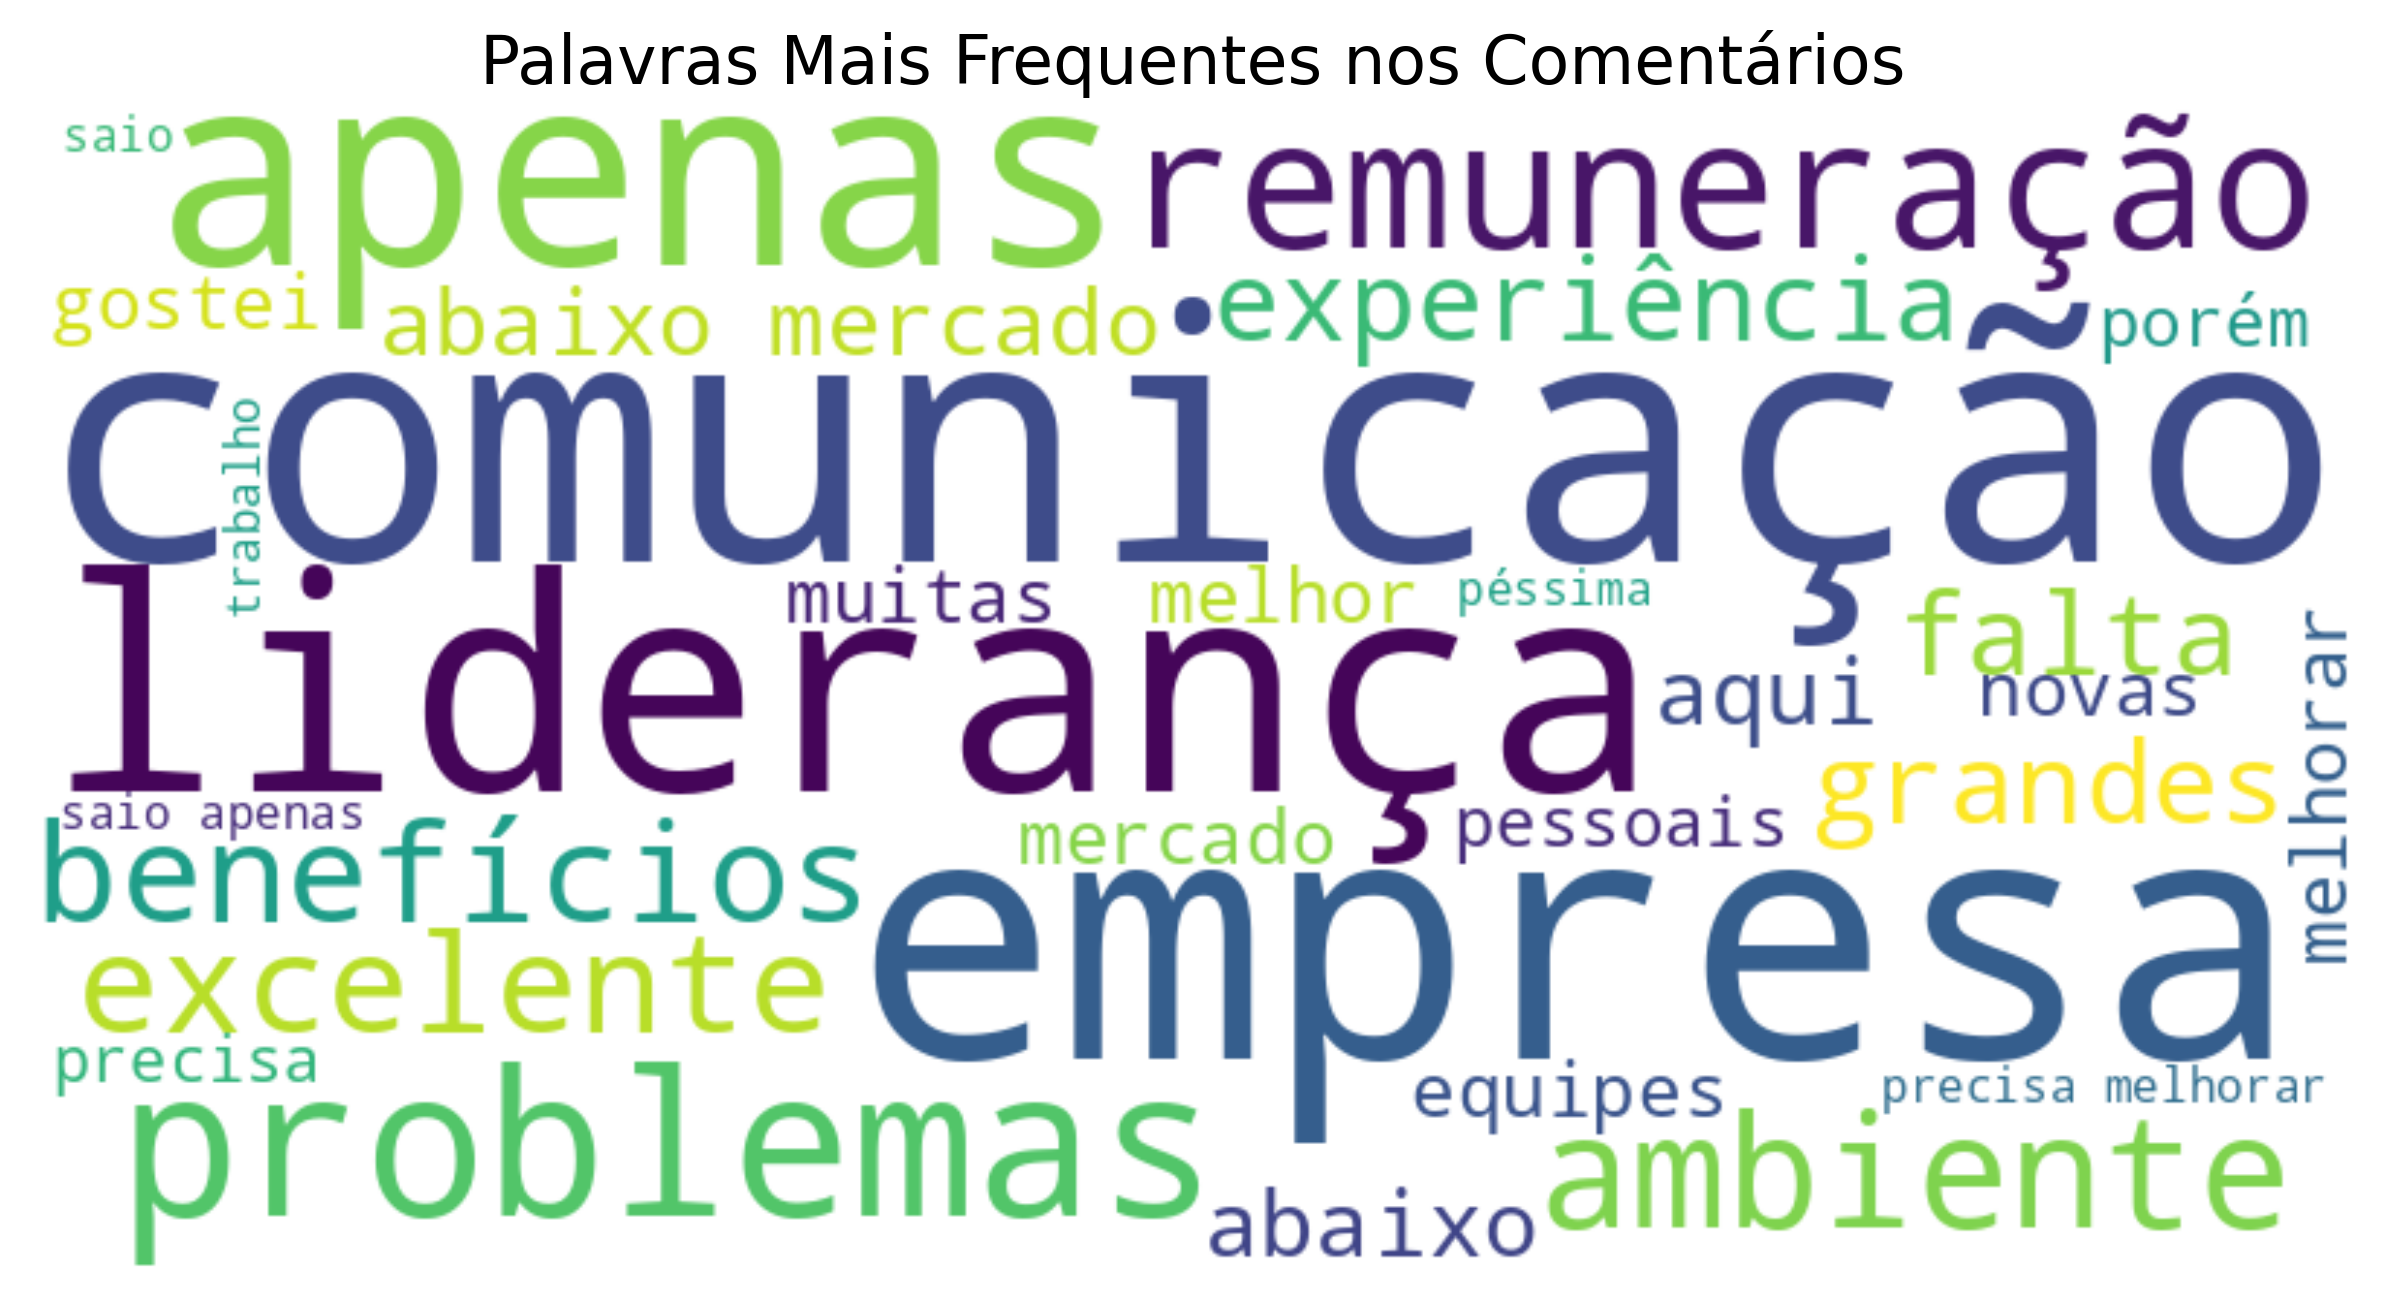 Palavras Mais Frequentes nos Comentários
saio
apenas
remuneração
gostei
abaixo mercado
experiência
porém
comunicação
trabalho
liderança
muitas
melhor
péssima
falta
aqui
novas
melhorar
saio apenas
grandes
benefícios
mercado
pessoais
empresa
excelente
precisa
problemas
equipes
precisa melhorar
abaixo
ambiente